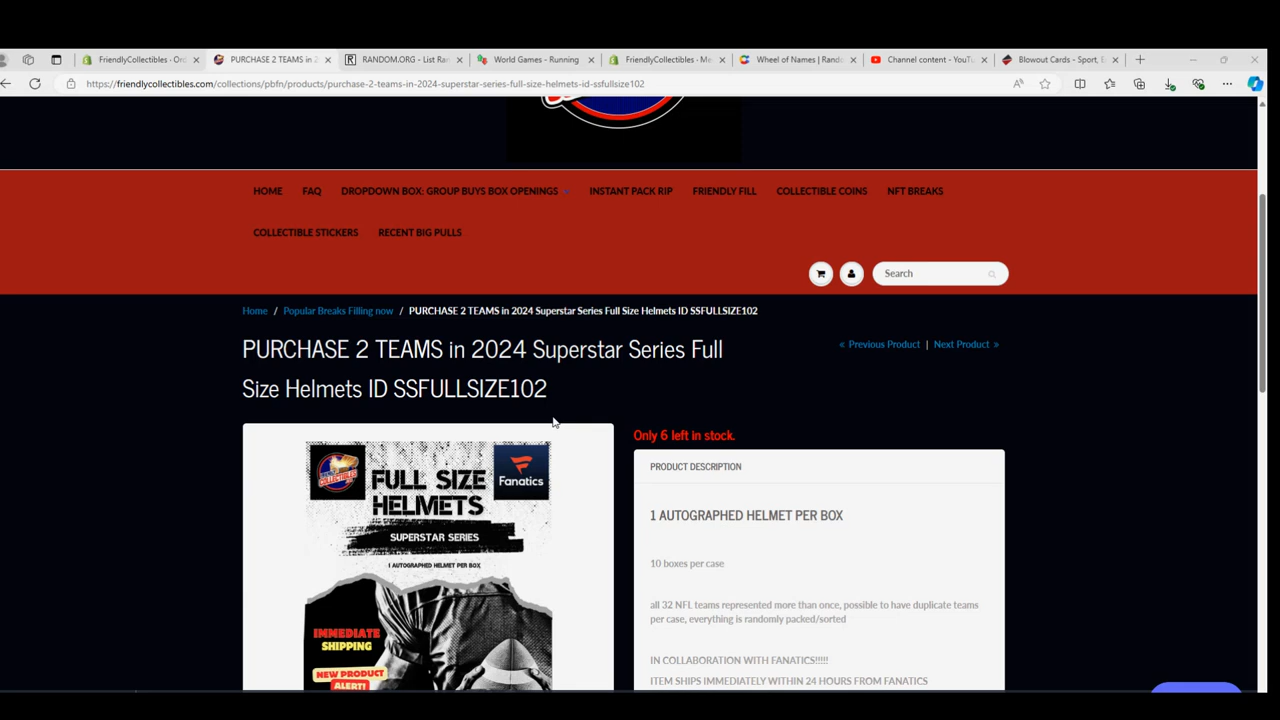 FriendlyCollectibles - Or
PURCHASE 2 TEAMS in 2
RANDOM.ORG - List Ra
World Games - Running
FriendlyCollectibles - Me
Wheel of Names | Rand
Channel content - YouTu
Blowout Cards - Sport, E
https://friendlycollectibles.com/collections/pbfn/products/purchase-2-teams-in-2024-superstar-series-full-size-helmets-id-ssfullsize102
HOME FAQ DROPDOWN BOX: GROUP BUYS BOX OPENINGS INSTANT PACK RIP FRIENDLY FILL COLLECTIBLE COINS NFT BREAKS
COLLECTIBLE STICKERS RECENT BIG PULLS
Search
Home / Popular Breaks Filling now / PURCHASE 2 TEAMS in 2024 Superstar Series Full Size Helmets ID SSFULLSIZE102
« Previous Product | Next Product »
PURCHASE 2 TEAMS in 2024 Superstar Series Full
Size Helmets ID SSFULLSIZE102
Only 6 left in stock.
FULL SIZE
HELMETS
Fanatics
SUPERSTAR SERIES
1 AUTOGRAPHED HELMET PER BOX
IMMEDIATE
SHIPPING
NEW PRODUCT
ALERT!
PRODUCT DESCRIPTION
1 AUTOGRAPHED HELMET PER BOX
10 boxes per case
all 32 NFL teams represented more than once, possible to have duplicate teams
per case, everything is randomly packed/sorted
IN COLLABORATION WITH FANATICS!!!!!
ITEM SHIPS IMMEDIATELY WITHIN 24 HOURS FROM FANATICS